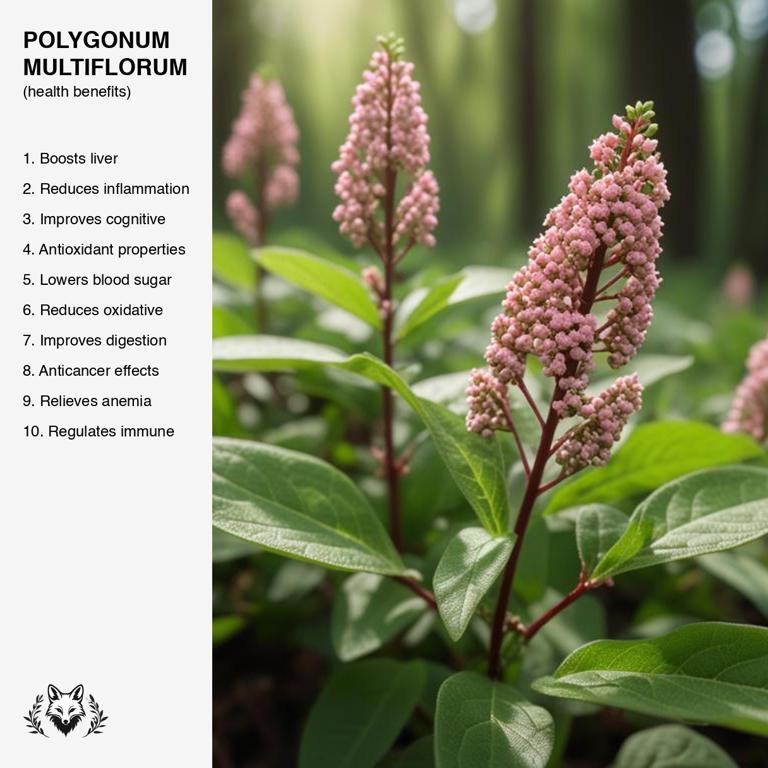 POLYGONUM
MULTIFLORUM
(health benefits)
1. Boosts liver
2. Reduces inflammation
3. Improves cognitive
4. Antioxidant properties
5. Lowers blood sugar
6. Reduces oxidative
7. Improves digestion
8. Anticancer effects
9. Relieves anemia
10. Regulates immune